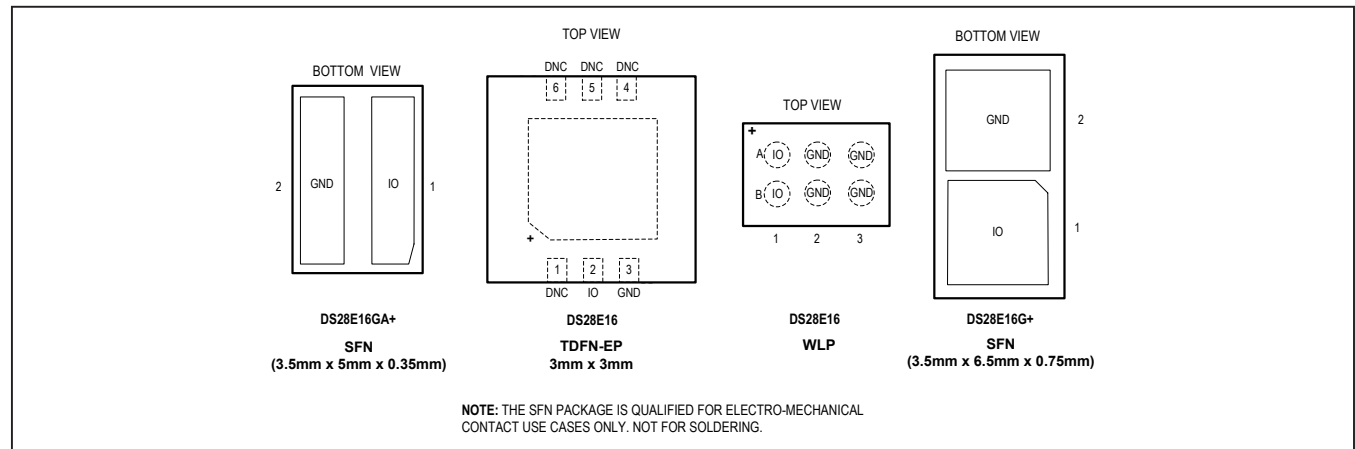 BOTTOM VIEW
2
GND
IO
1
DS28E16GA+
SFN
(3.5mm x 5mm x 0.35mm)
TOP VIEW
DNC DNC DNC
6 5 4
+
1 2 3
DNC IO GND
DS28E16
TDFN-EP
3mm x 3mm
TOP VIEW
+
A IO GND GND
B IO GND GND
1 2 3
DS28E16
WLP
BOTTOM VIEW
GND 2
IO 1
DS28E16G+
SFN
(3.5mm x 6.5mm x 0.75mm)
NOTE: THE SFN PACKAGE IS QUALIFIED FOR ELECTRO-MECHANICAL
CONTACT USE CASES ONLY. NOT FOR SOLDERING.